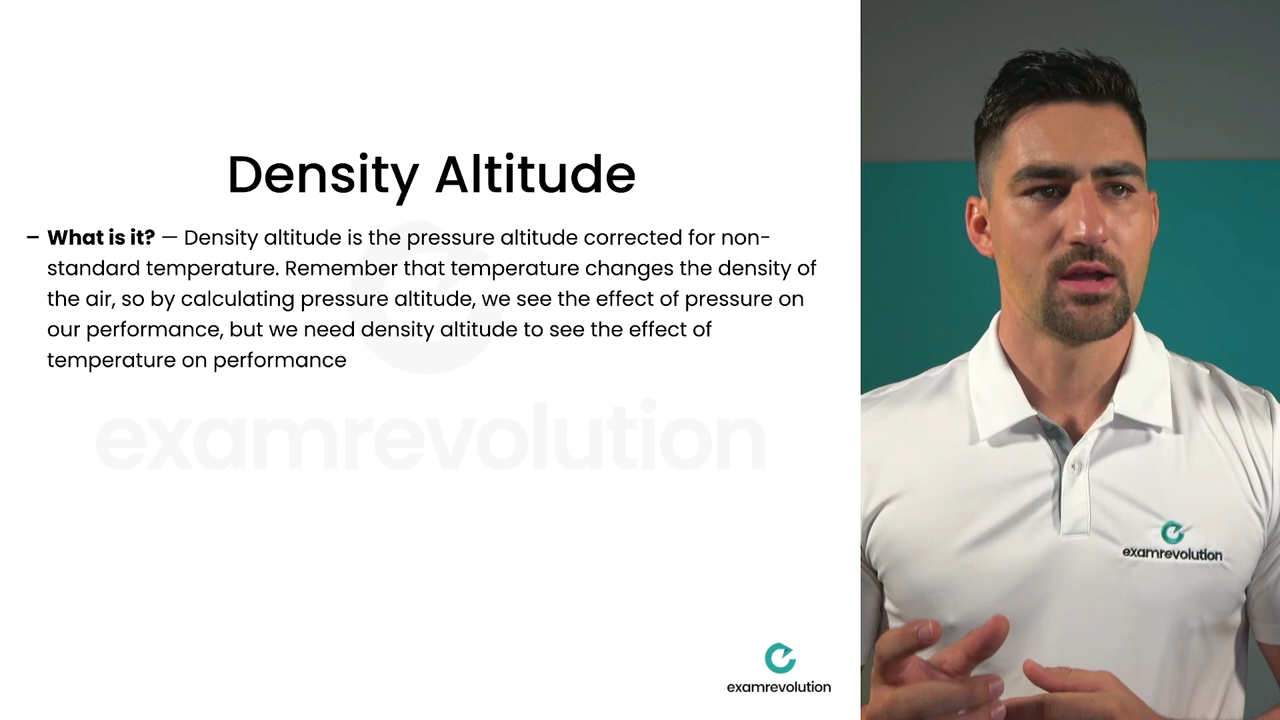 Density Altitude
– What is it? — Density altitude is the pressure altitude corrected for non-
standard temperature. Remember that temperature changes the density of
the air, so by calculating pressure altitude, we see the effect of pressure on
our performance, but we need density altitude to see the effect of
temperature on performance
examrevolution
examrevolution
examrevolution